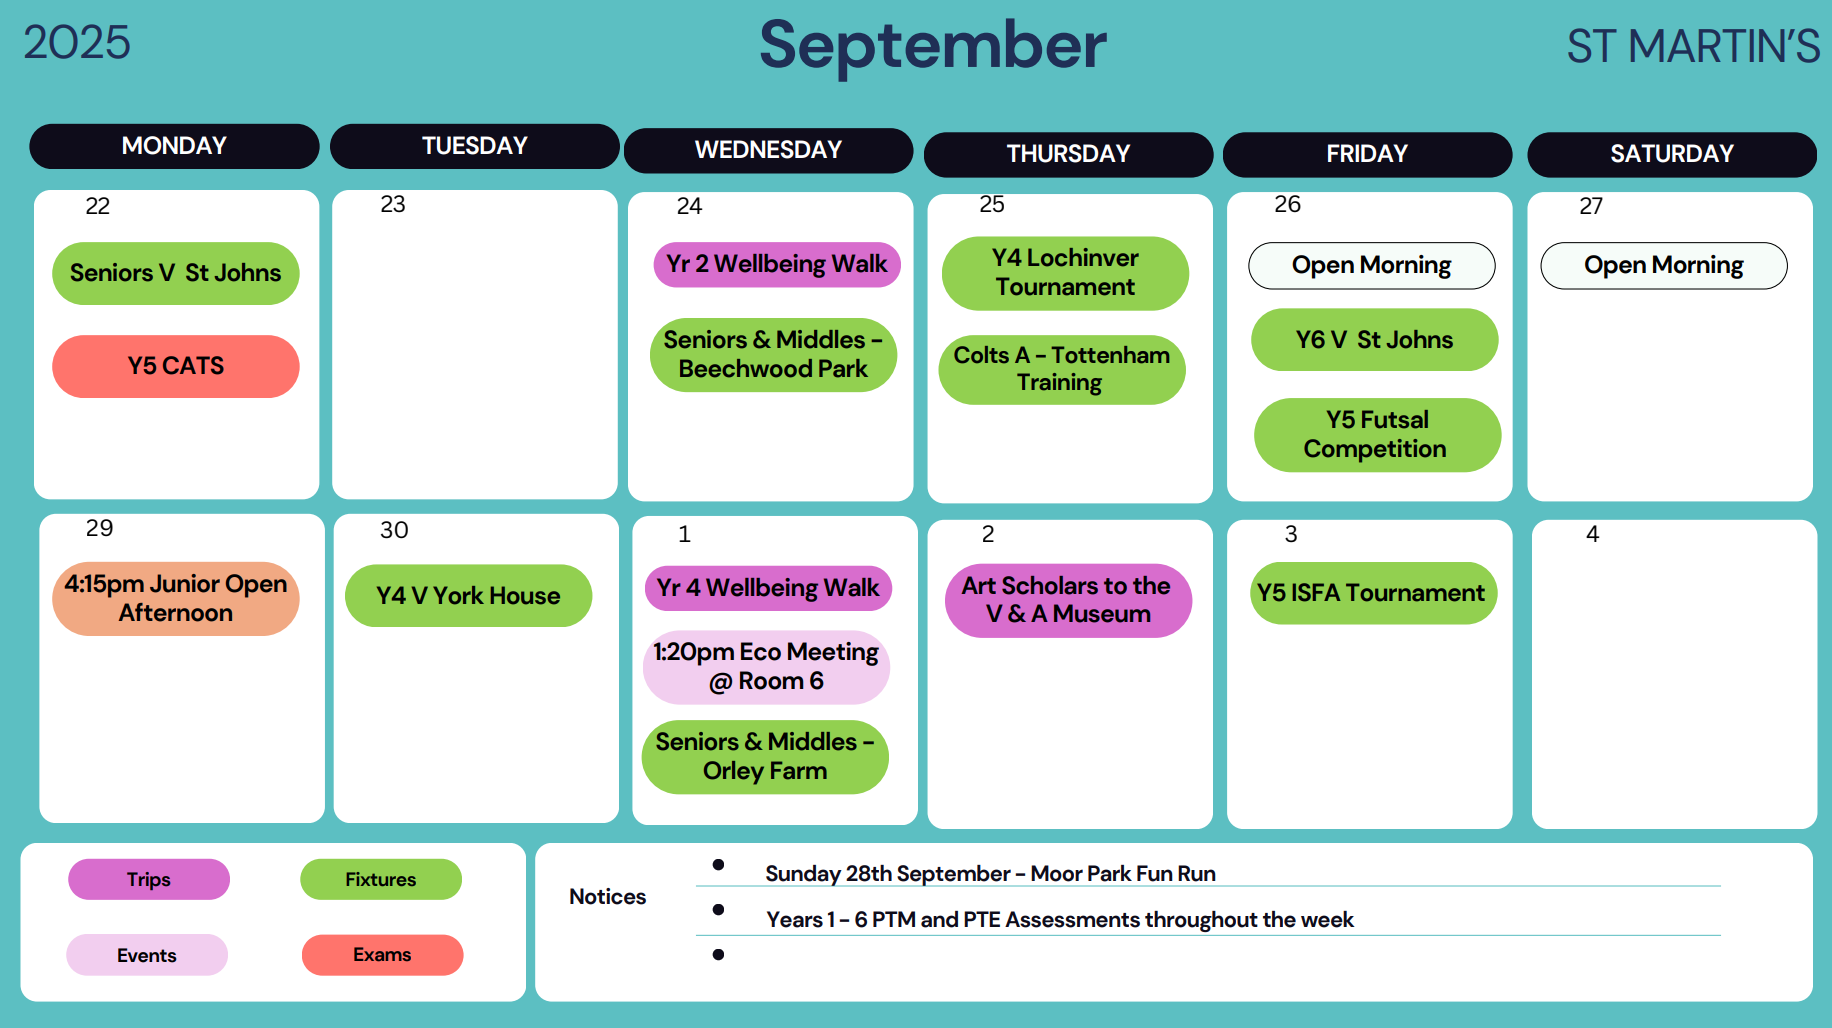 2025
September
ST MARTIN'S
MONDAY
TUESDAY
WEDNESDAY
THURSDAY
FRIDAY
SATURDAY
22
Seniors V St Johns
Y5 CATS
23
24
Yr 2 Wellbeing Walk
Seniors & Middles –
Beechwood Park
25
Y4 Lochinver
Tournament
Colts A – Tottenham
Training
26
Open Morning
Y6 V St Johns
Y5 Futsal
Competition
27
Open Morning
29
4:15pm Junior Open
Afternoon
30
Y4 V York House
1
Yr 4 Wellbeing Walk
1:20pm Eco Meeting
@ Room 6
Seniors & Middles –
Orley Farm
2
Art Scholars to the
V & A Museum
3
Y5 ISFA Tournament
4
Trips
Fixtures
Events
Exams
Notices
Sunday 28th September – Moor Park Fun Run
Years 1 – 6 PTM and PTE Assessments throughout the week